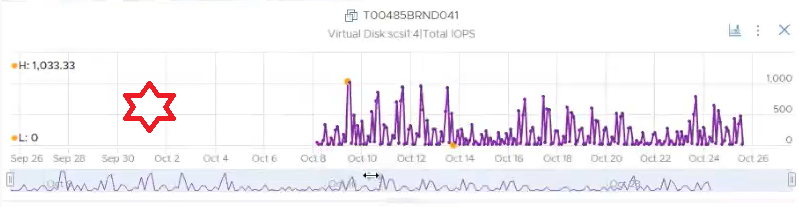 T00485BRND041
Virtual Disk:scsi1:4|Total IOPS
H: 1,033.33
1,000
500
L: 0
0
Sep 26 Sep 28 Sep 30 Oct 2 Oct 4 Oct 6 Oct 8 Oct 10 Oct 12 Oct 14 Oct 16 Oct 18 Oct 20 Oct 22 Oct 24 Oct 26